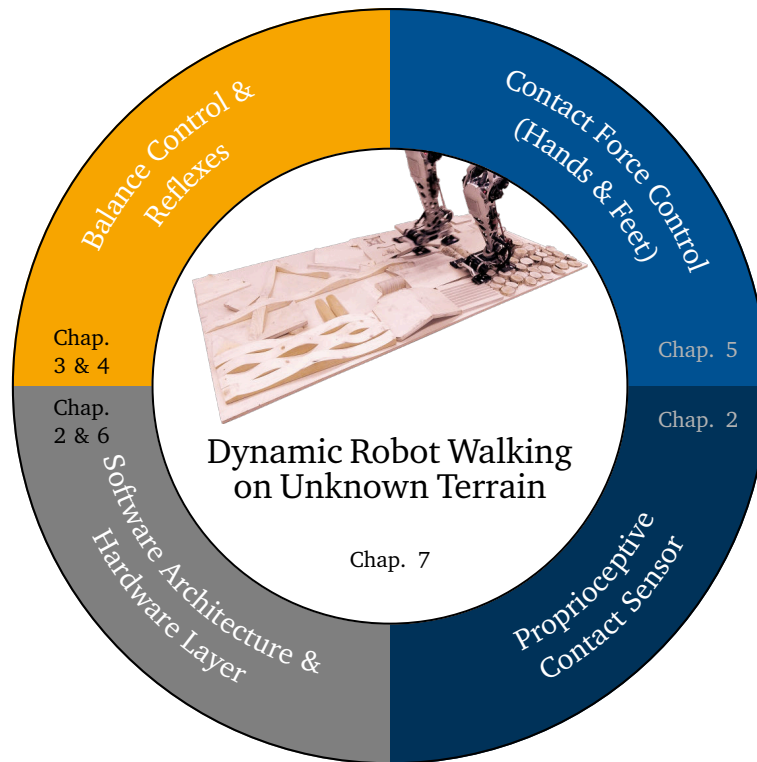 Balance Control &
Reflexes
Chap.
3 & 4
Contact Force Control
(Hands & Feet)
Chap. 5
Dynamic Robot Walking
on Unknown Terrain
Chap. 7
Chap.
2 & 6
Software Architecture &
Hardware Layer
Chap. 2
Proprioceptive
Contact Sensor